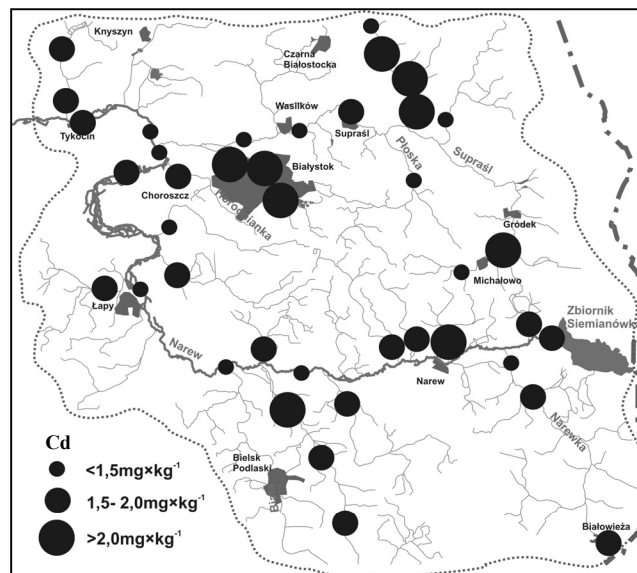 Knyszyn
Czarna
Białostocka
Wasilków
Tykocin
Supraśl
Płoska
Supraśl
Białystok
Choroszcz
Gródek
Michałowo
Zbiornik
Siemianówka
Łapy
Narew
Narew
Narewka
Bielsk
Podlaski
Białowieża
Cd
<1,5mg×kg⁻¹
1,5- 2,0mg×kg⁻¹
>2,0mg×kg⁻¹